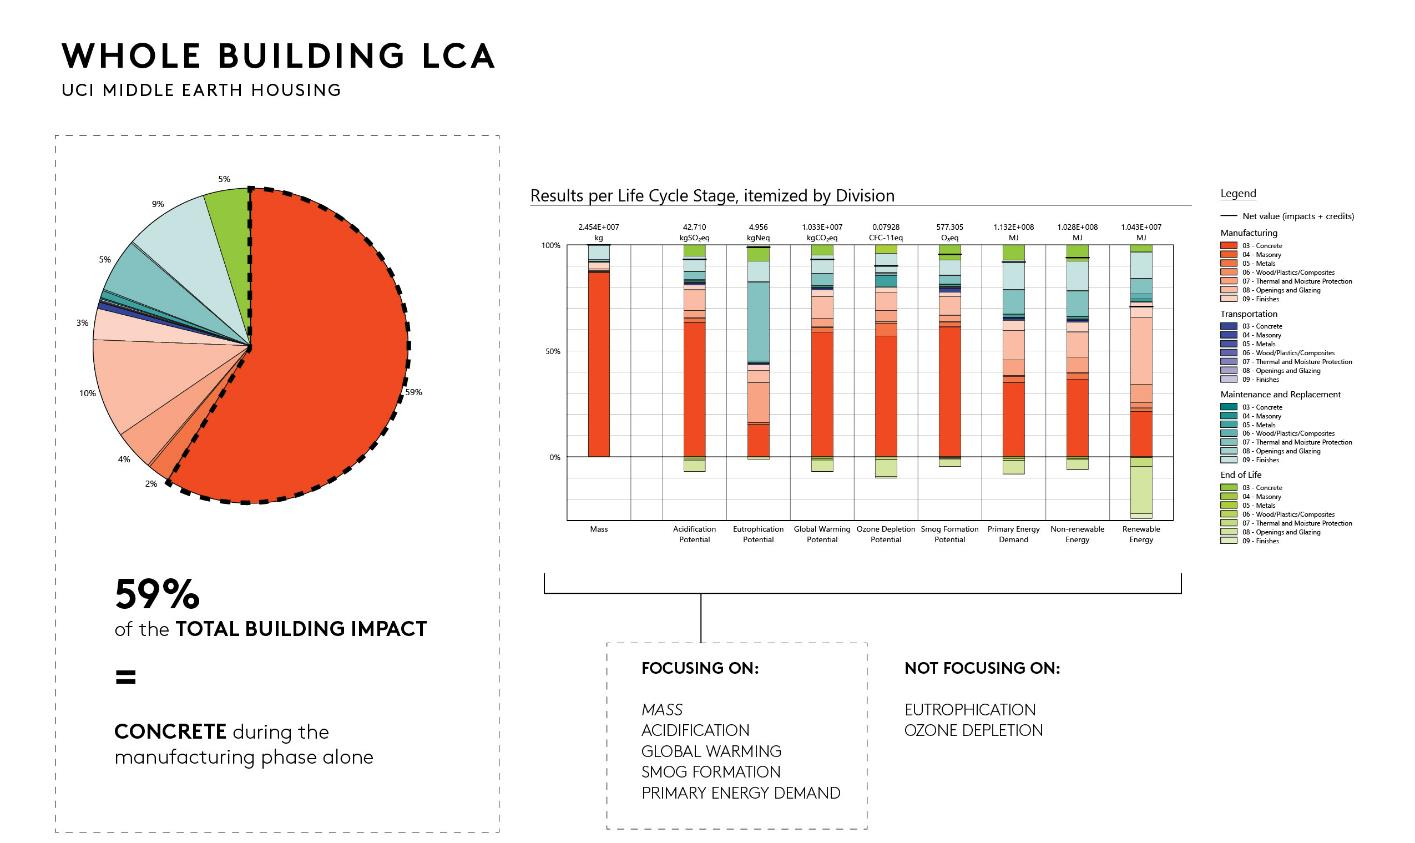 WHOLE BUILDING LCA
UCI MIDDLE EARTH HOUSING
5%
9%
5%
3%
10%
4%
2%
59%
59%
of the TOTAL BUILDING IMPACT
=
CONCRETE during the
manufacturing phase alone
Results per Life Cycle Stage, itemized by Division
2.454E+007 42.710 4.956 1.033E+007 0.07928 577.305 1.132E+008 1.028E+008 1.043E+007
kg kgSO₂eq kgNeq kgCO₂eq CFC-11eq O₃eq MJ MJ MJ
100%
50%
0%
Mass Acidification Eutrophication Global Warming Ozone Depletion Smog Formation Primary Energy Non-renewable Renewable
Potential Potential Potential Potential Potential Demand Energy Energy
Legend
Net value (impacts + credits)
Manufacturing
03 - Concrete
04 - Masonry
05 - Metals
06 - Wood/Plastics/Composites
07 - Thermal and Moisture Protection
08 - Openings and Glazing
09 - Finishes
Transportation
03 - Concrete
04 - Masonry
05 - Metals
06 - Wood/Plastics/Composites
07 - Thermal and Moisture Protection
08 - Openings and Glazing
09 - Finishes
Maintenance and Replacement
03 - Concrete
04 - Masonry
05 - Metals
06 - Wood/Plastics/Composites
07 - Thermal and Moisture Protection
08 - Openings and Glazing
09 - Finishes
End of Life
03 - Concrete
04 - Masonry
05 - Metals
06 - Wood/Plastics/Composites
07 - Thermal and Moisture Protection
08 - Openings and Glazing
09 - Finishes
FOCUSING ON:
MASS
ACIDIFICATION
GLOBAL WARMING
SMOG FORMATION
PRIMARY ENERGY DEMAND
NOT FOCUSING ON:
EUTROPHICATION
OZONE DEPLETION